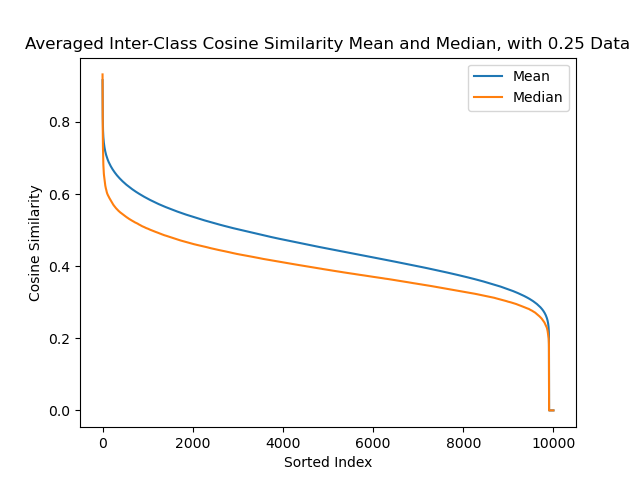 Averaged Inter-Class Cosine Similarity Mean and Median, with 0.25 Data
Mean
Median
Cosine Similarity
0.8
0.6
0.4
0.2
0.0
0
2000
4000
6000
8000
10000
Sorted Index